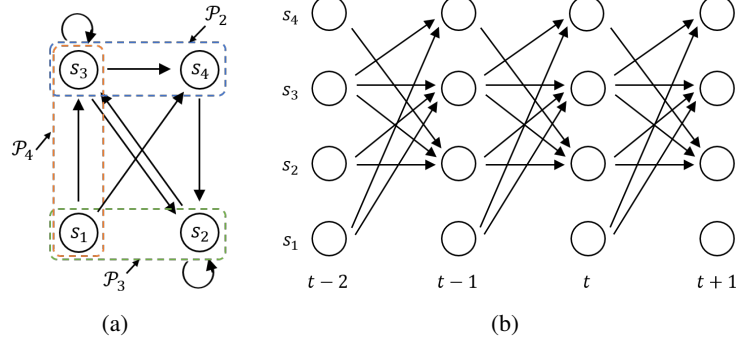 𝒫₂
s₃ s₄
𝒫₄
s₁ s₂
𝒫₃
(a)
s₄
s₃
s₂
s₁
t − 2 t − 1 t t + 1
(b)